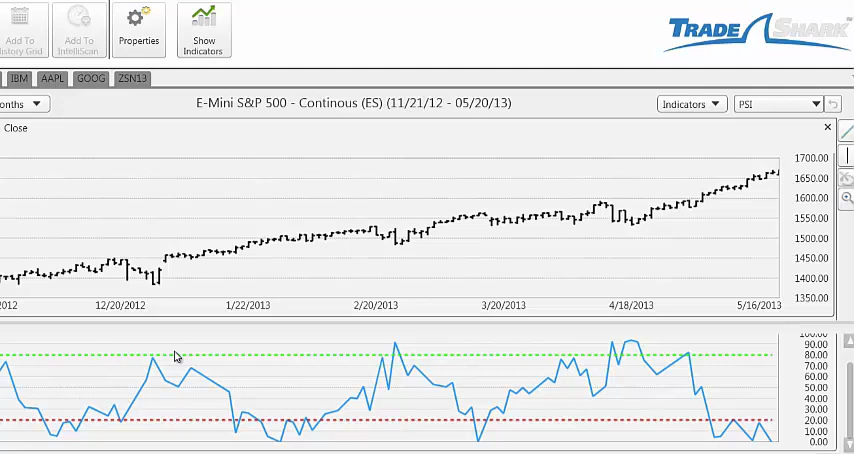 Add To
History Grid
Add To
IntelliScan
Properties
Show
Indicators
TRADE SHARK
IBM
AAPL
GOOG
ZSN13
onths
E-Mini S&P 500 - Continous (ES) (11/21/12 - 05/20/13)
Indicators
PSI
Close
1700.00
1650.00
1600.00
1550.00
1500.00
1450.00
1400.00
1350.00
2012
12/20/2012
1/22/2013
2/20/2013
3/20/2013
4/18/2013
5/16/2013
100.00
90.00
80.00
70.00
60.00
50.00
40.00
30.00
20.00
10.00
0.00